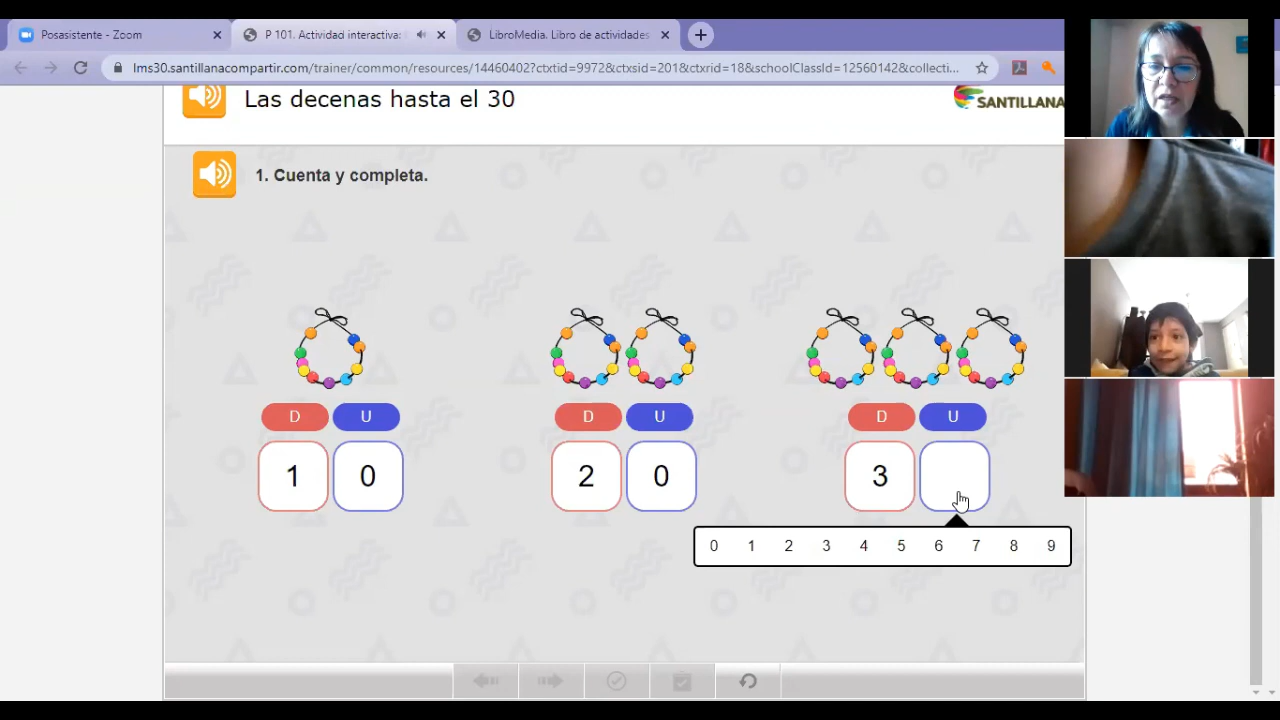 Posasistente - Zoom
P 101. Actividad interactiva:
LibroMedia. Libro de actividades
lms30.santillanacompartir.com/trainer/common/resource/14460402?ctxtid=9972&ctxsid=201&ctxrid=18&schoolClassId=12560142&collecti...
Las decenas hasta el 30
SANTILLANA
1. Cuenta y completa.
D U D U D U
1 0 2 0 3
0 1 2 3 4 5 6 7 8 9